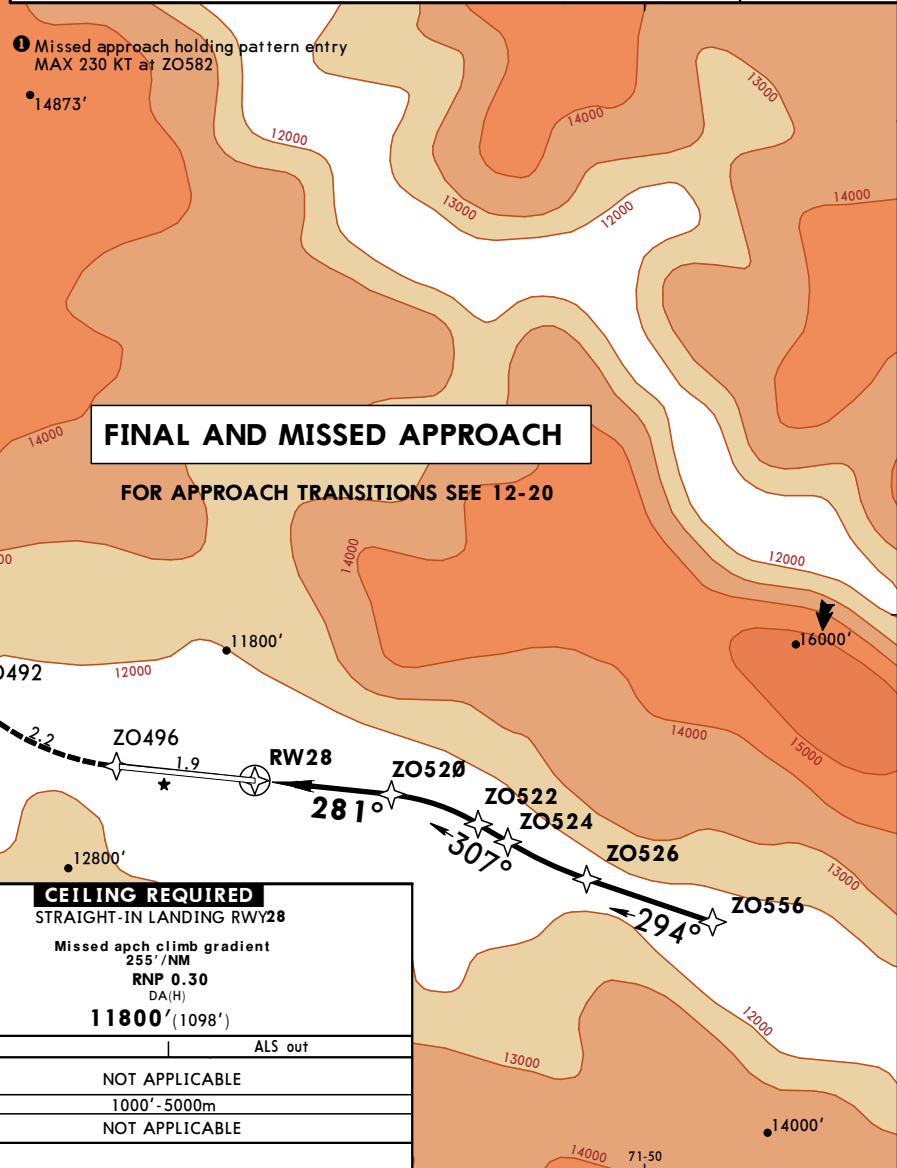 ❶ Missed approach holding pattern entry
MAX 230 KT at ZO582
14873'
13000
14000
12000
14000
13000
12000
FINAL AND MISSED APPROACH
14000
FOR APPROACH TRANSITIONS SEE 12-20
14000
12000
11800'
16000'
12000
14000
15000
2.2
ZO496
1.9
RW28
ZO52Ø
281°
ZO522
ZO524
307°
ZO526
12800'
13000
ZO556
294°
CEILING REQUIRED
STRAIGHT-IN LANDING RWY28
Missed apch climb gradient
255'/NM
RNP 0.30
DA(H)
11800'(1098')
ALS out
NOT APPLICABLE
1000'-5000m
NOT APPLICABLE
12000
13000
14000'
14000
71-50